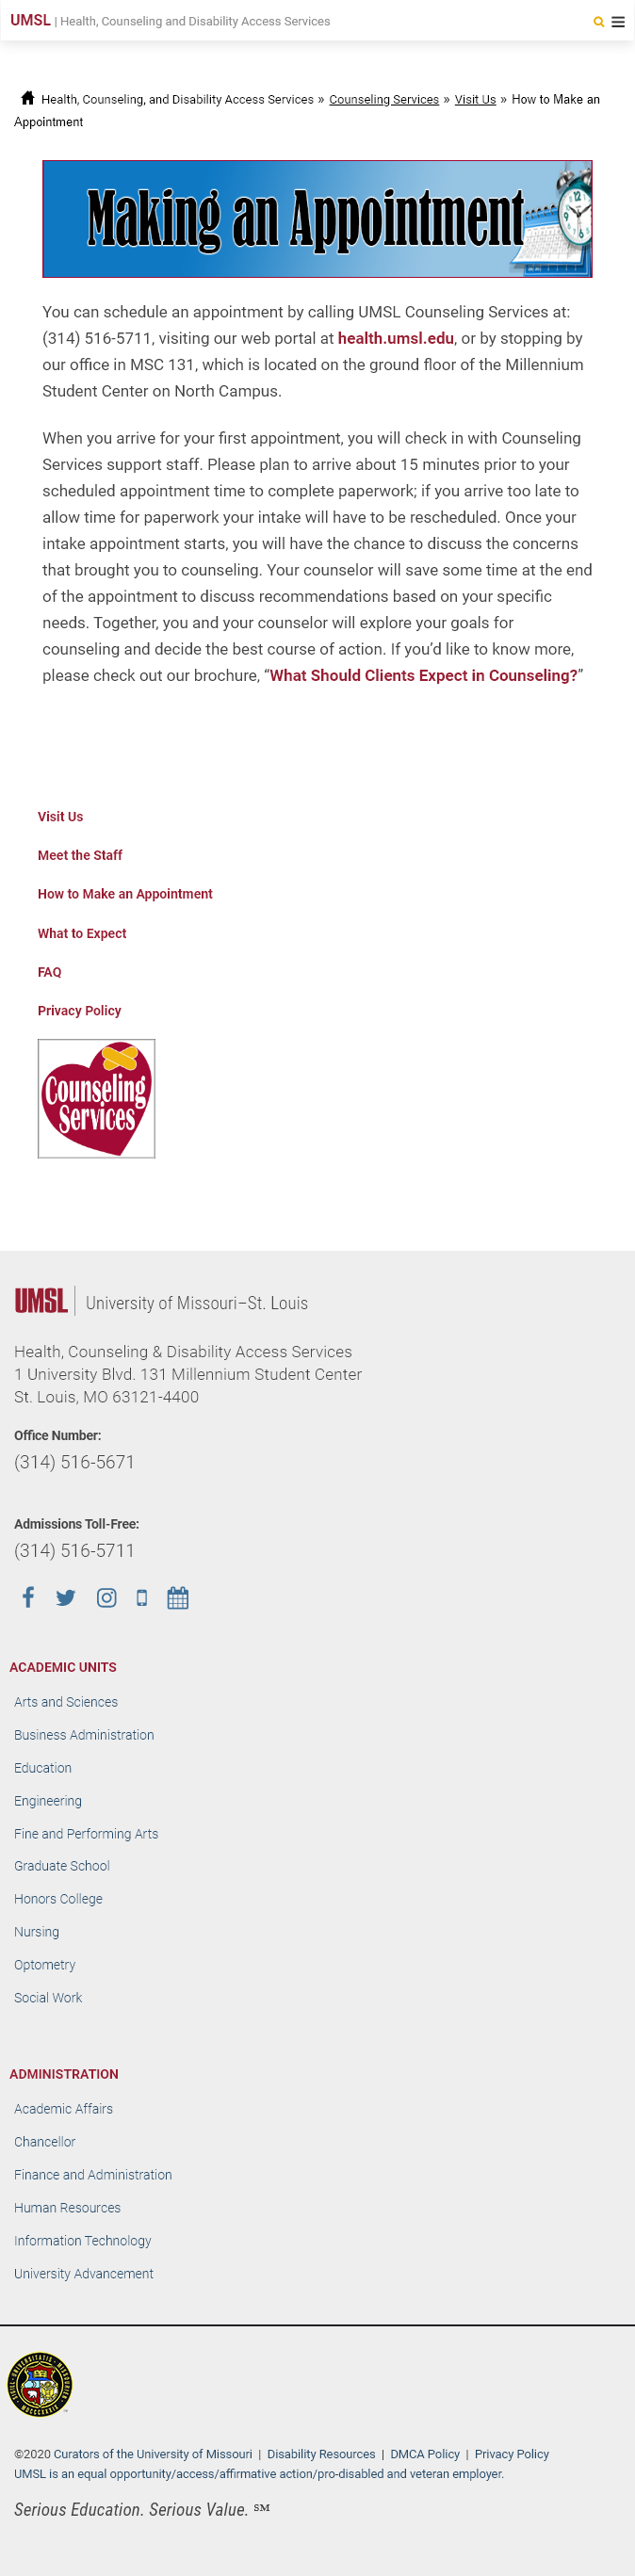 UMSL | Health, Counseling and Disability Access Services
Health, Counseling, and Disability Access Services » Counseling Services » Visit Us » How to Make an
Appointment
Making an Appointment
You can schedule an appointment by calling UMSL Counseling Services at:
(314) 516-5711, visiting our web portal at health.umsl.edu, or by stopping by
our office in MSC 131, which is located on the ground floor of the Millennium
Student Center on North Campus.
When you arrive for your first appointment, you will check in with Counseling
Services support staff. Please plan to arrive about 15 minutes prior to your
scheduled appointment time to complete paperwork; if you arrive too late to
allow time for paperwork your intake will have to be rescheduled. Once your
intake appointment starts, you will have the chance to discuss the concerns
that brought you to counseling. Your counselor will save some time at the end
of the appointment to discuss recommendations based on your specific
needs. Together, you and your counselor will explore your goals for
counseling and decide the best course of action. If you’d like to know more,
please check out our brochure, “What Should Clients Expect in Counseling?”
Visit Us
Meet the Staff
How to Make an Appointment
What to Expect
FAQ
Privacy Policy
Counseling
Services
UMSL | University of Missouri–St. Louis
Health, Counseling & Disability Access Services
1 University Blvd. 131 Millennium Student Center
St. Louis, MO 63121-4400
Office Number:
(314) 516-5671
Admissions Toll-Free:
(314) 516-5711
ACADEMIC UNITS
Arts and Sciences
Business Administration
Education
Engineering
Fine and Performing Arts
Graduate School
Honors College
Nursing
Optometry
Social Work
ADMINISTRATION
Academic Affairs
Chancellor
Finance and Administration
Human Resources
Information Technology
University Advancement
©2020 Curators of the University of Missouri | Disability Resources | DMCA Policy | Privacy Policy
UMSL is an equal opportunity/access/affirmative action/pro-disabled and veteran employer.
Serious Education. Serious Value. ℠